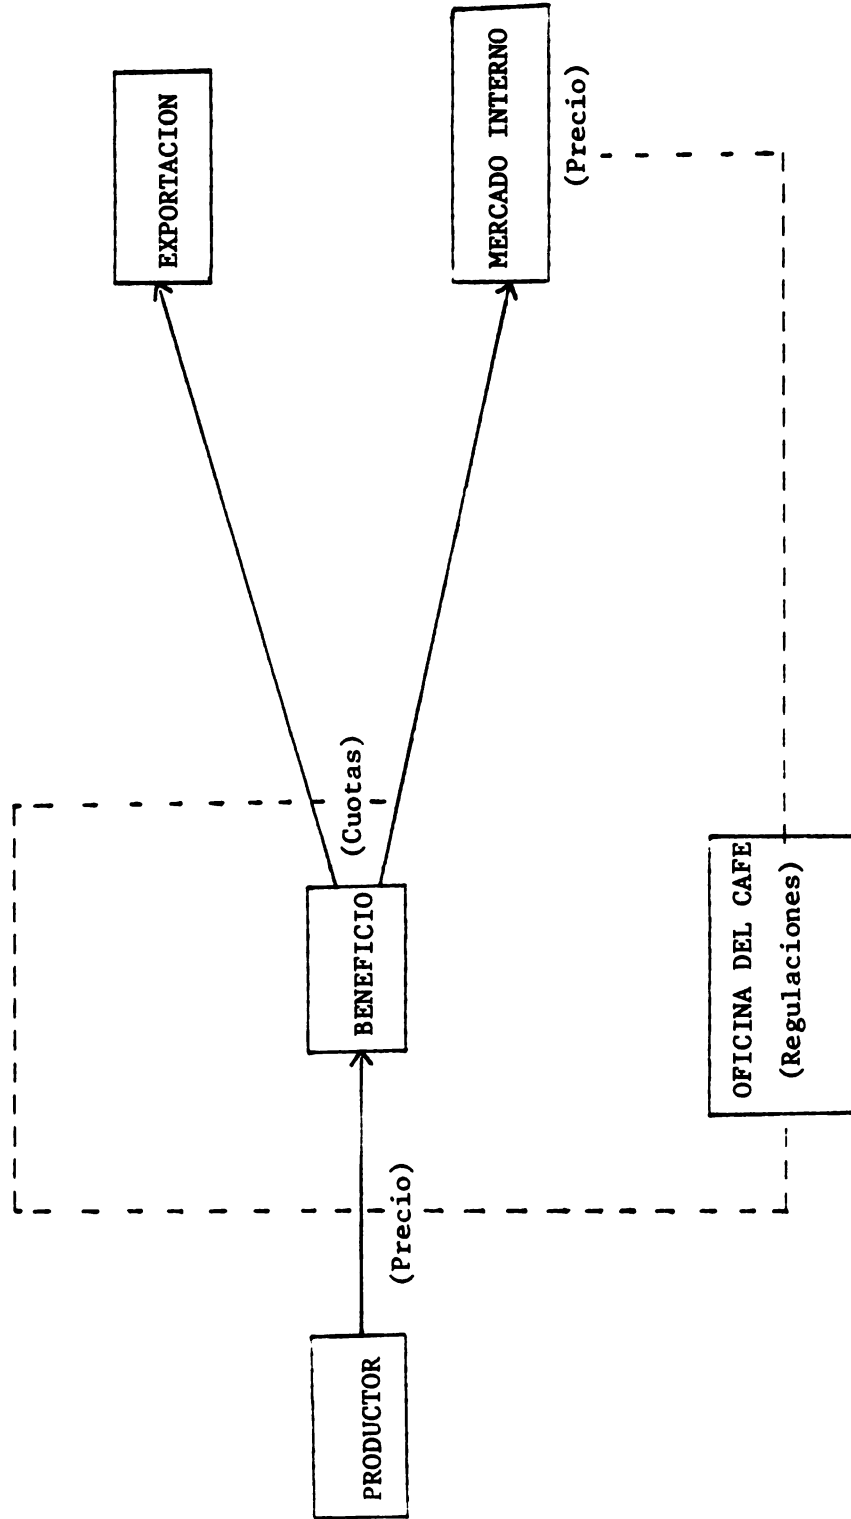 EXPORTACION
MERCADO INTERNO
(Precio)
(Cuotas)
BENEFICIO
(Precio)
PRODUCTOR
OFICINA DEL CAFE
(Regulaciones)